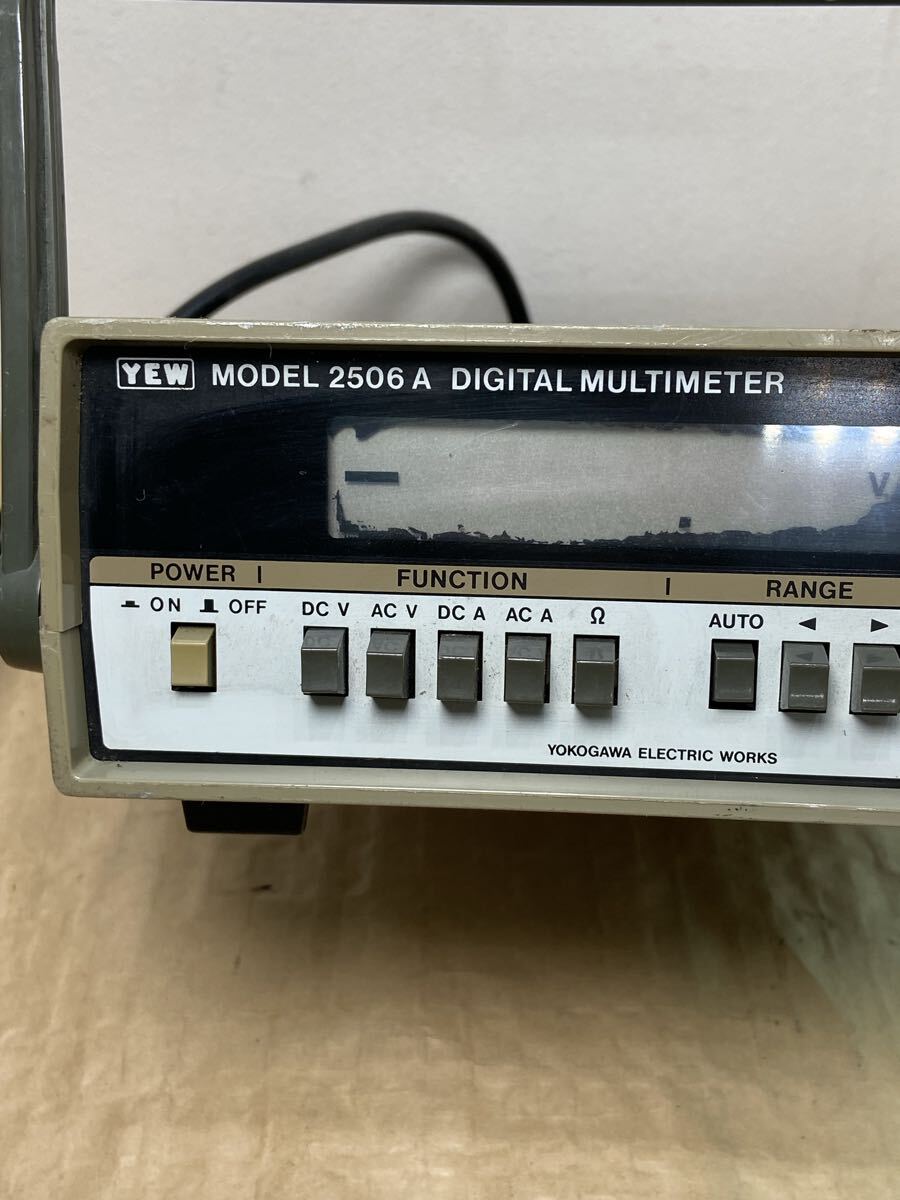 YEW MODEL 2506 A DIGITAL MULTIMETER
V
POWER FUNCTION RANGE
ON OFF DC V AC V DC A AC A Ω AUTO ◄ ►
YOKOGAWA ELECTRIC WORKS